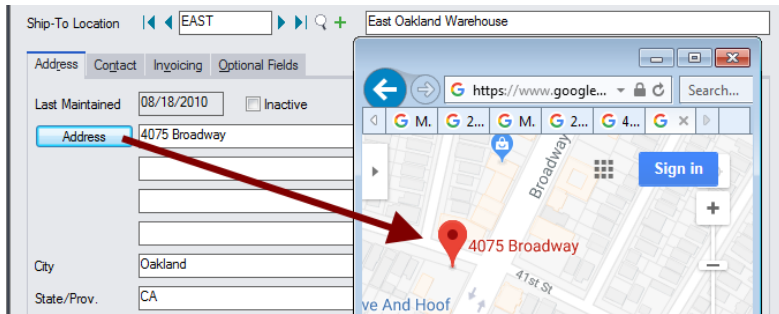 Ship-To Location EAST East Oakland Warehouse
Address Contact Invoicing Optional Fields
Last Maintained 08/18/2010 Inactive
Address 4075 Broadway
City Oakland
State/Prov. CA
https://www.google... Search...
G M. G 2... G M. G 2... G 4... G
Broadway
Broadway
Sign in
4075 Broadway
41st St
ve And Hoof